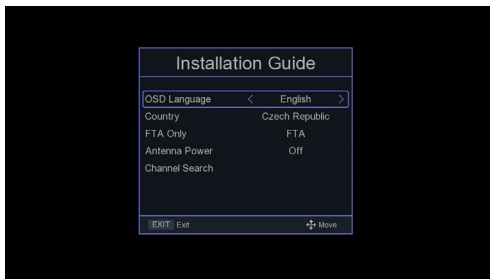 Installation Guide
OSD Language English
Country Czech Republic
FTA Only FTA
Antenna Power Off
Channel Search
EXIT Exit Move